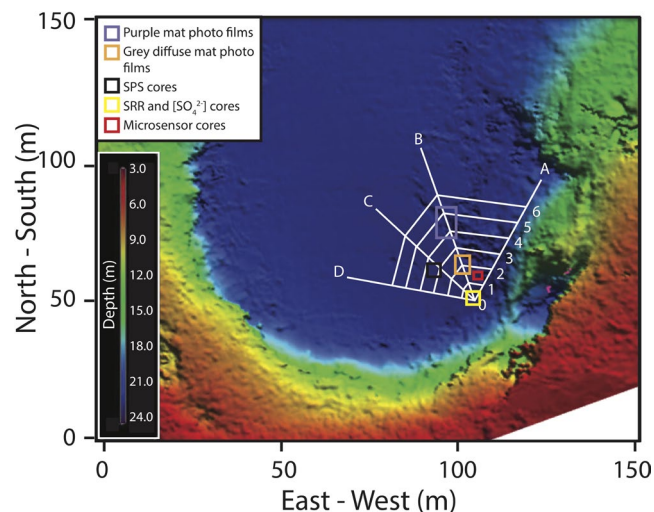 150
100
50
0
North - South (m)
Purple mat photo films
Grey diffuse mat photo
films
SPS cores
SRR and [SO₄²⁻] cores
Microsensor cores
Depth (m)
3.0
6.0
9.0
12.0
15.0
18.0
21.0
24.0
A
B
C
D
6
5
4
3
2
1
0
0
50
100
150
East - West (m)